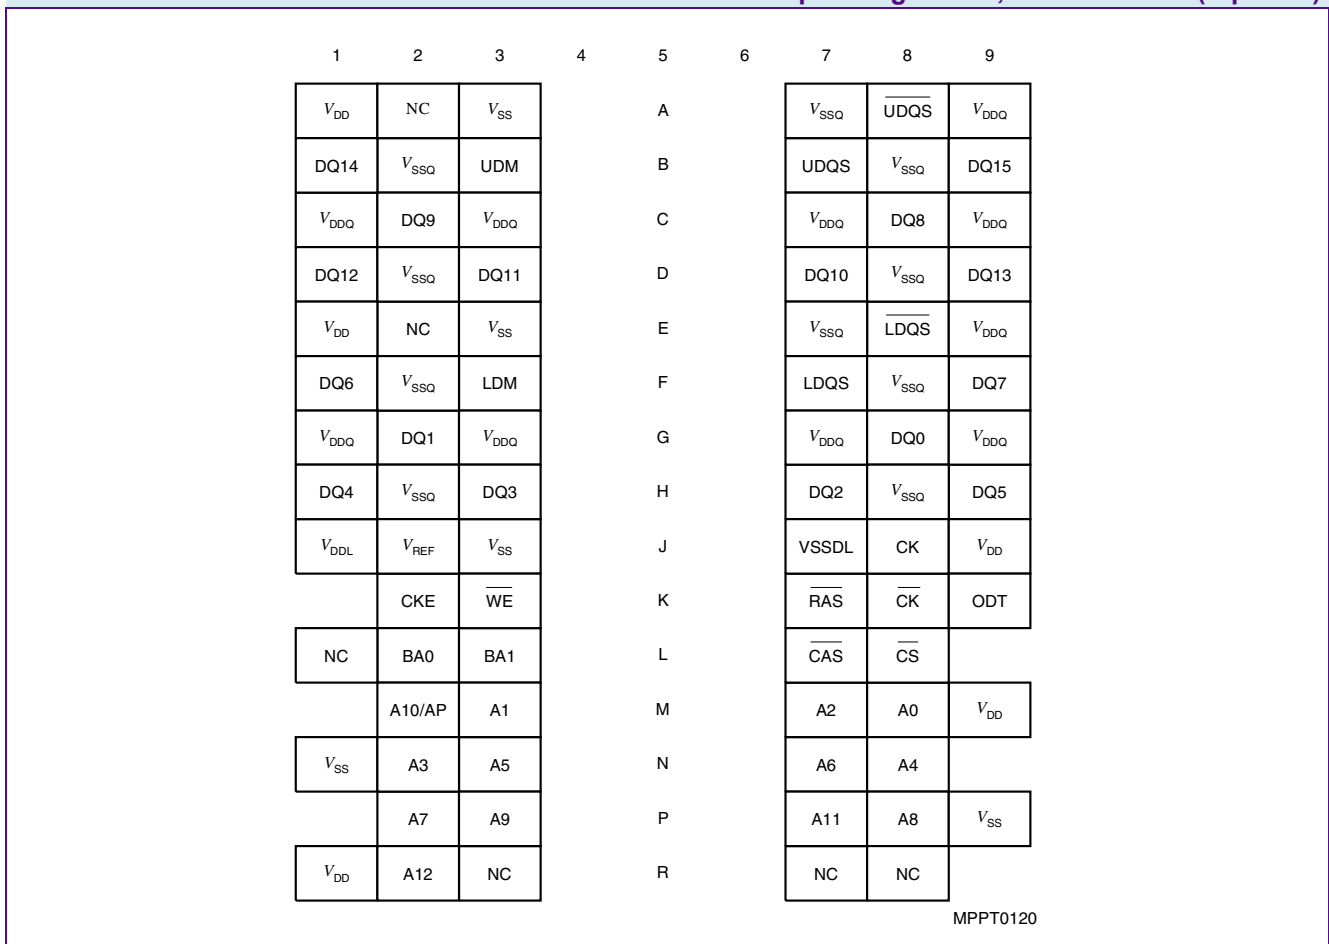 1 2 3 4 5 6 7 8 9
VDD NC VSS A VSSQ UDQS VDDQ
DQ14 VSSQ UDM B UDQS VSSQ DQ15
VDDQ DQ9 VDDQ C VDDQ DQ8 VDDQ
DQ12 VSSQ DQ11 D DQ10 VSSQ DQ13
VDD NC VSS E VSSQ LDQS VDDQ
DQ6 VSSQ LDM F LDQS VSSQ DQ7
VDDQ DQ1 VDDQ G VDDQ DQ0 VDDQ
DQ4 VSSQ DQ3 H DQ2 VSSQ DQ5
VDDL VREF VSS J VSSDL CK VDD
CKE WE K RAS CK ODT
NC BA0 BA1 L CAS CS
A10/AP A1 M A2 A0 VDD
VSS A3 A5 N A6 A4
A7 A9 P A11 A8 VSS
VDD A12 NC R NC NC
MPPT0120